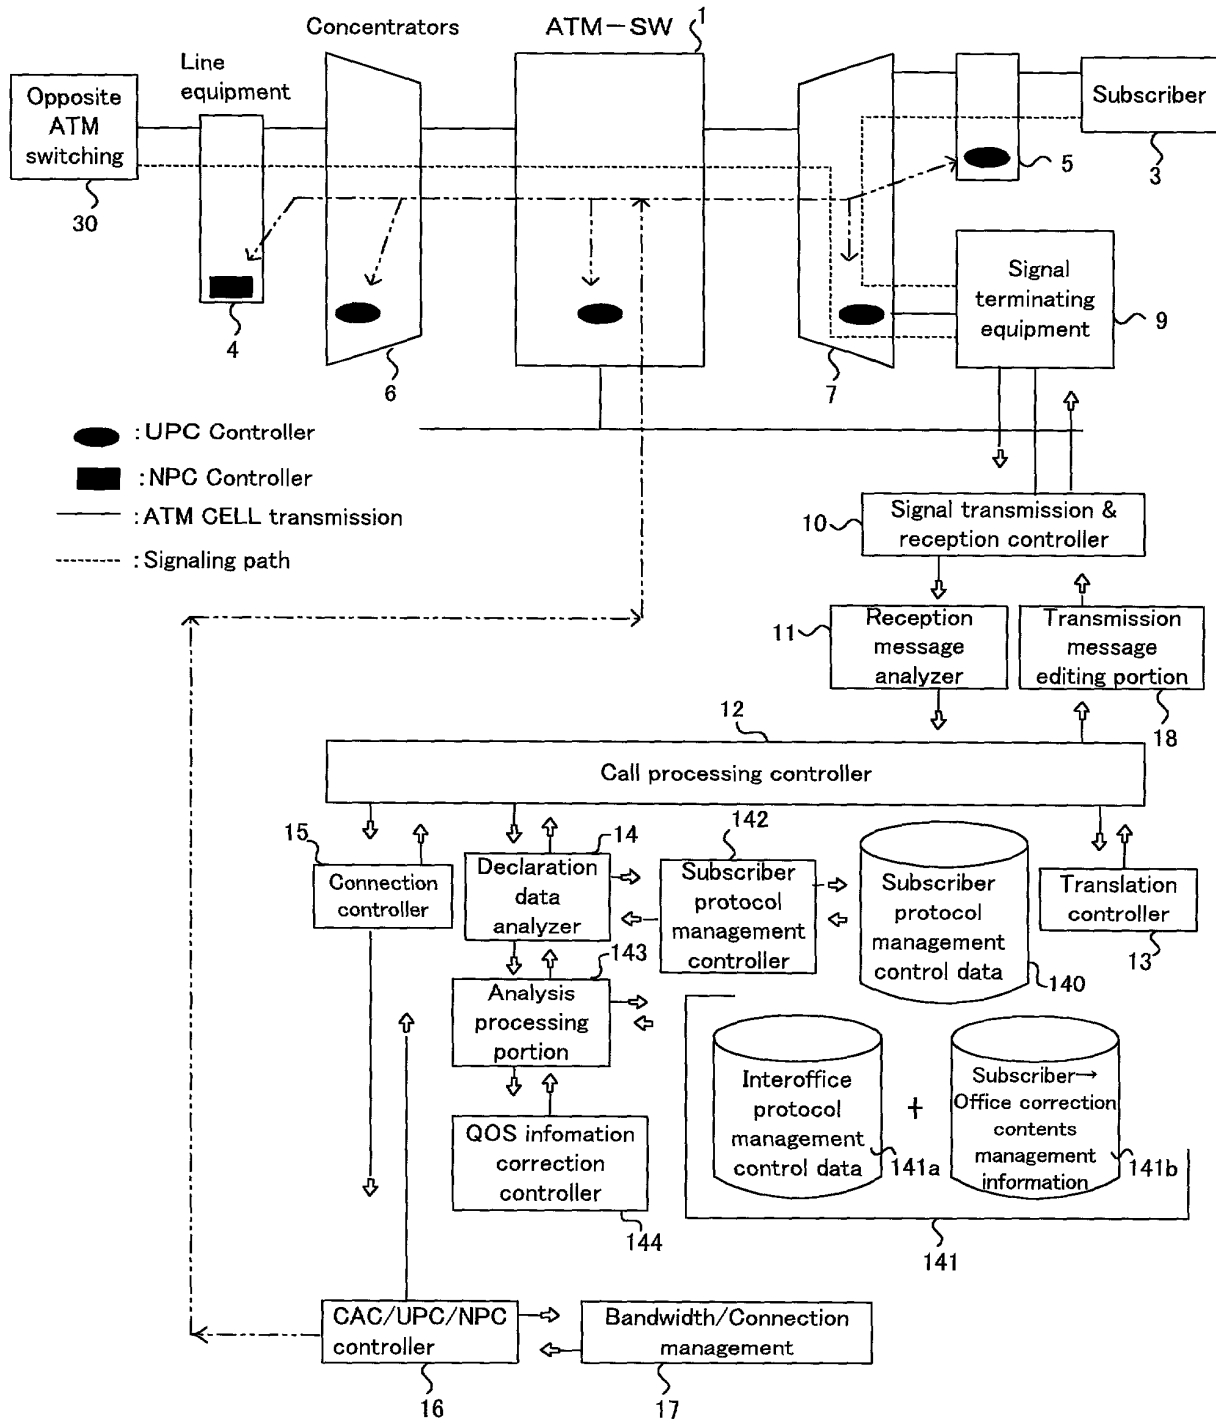 Concentrators
ATM-SW
1
Line
equipment
Opposite
ATM
switching
30
Subscriber
3
5
4
6
7
Signal
terminating
equipment
9
:UPC Controller
:NPC Controller
:ATM CELL transmission
:Signaling path
10
Signal transmission &
reception controller
11
Reception
message
analyzer
Transmission
message
editing portion
18
12
Call processing controller
15
Connection
controller
14
Declaration
data
analyzer
142
Subscriber
protocol
management
controller
Subscriber
protocol
management
control data
140
Translation
controller
13
143
Analysis
processing
portion
Interoffice
protocol
management
control data
141a
+
Subscriber→
Office correction
contents
management
information
141b
141
QOS infomation
correction
controller
144
CAC/UPC/NPC
controller
16
Bandwidth/Connection
management
17